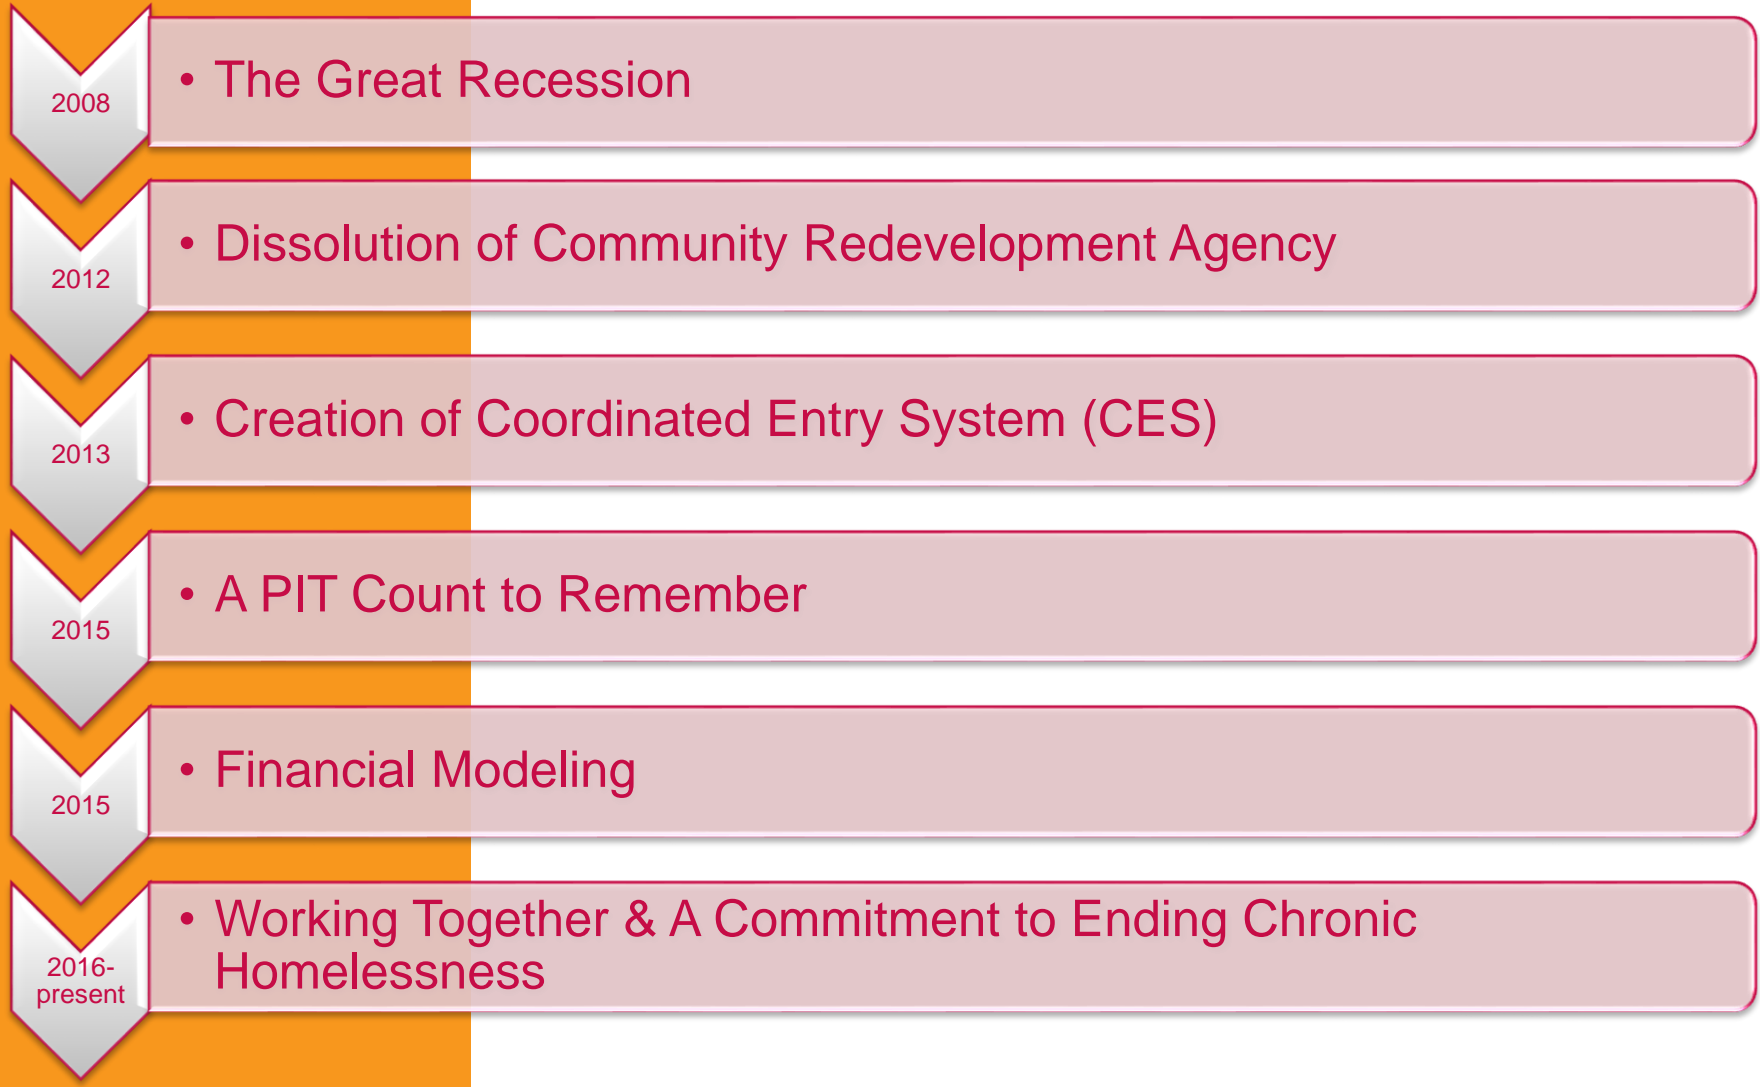 2008
• The Great Recession
2012
• Dissolution of Community Redevelopment Agency
2013
• Creation of Coordinated Entry System (CES)
2015
• A PIT Count to Remember
2015
• Financial Modeling
2016-
present
• Working Together & A Commitment to Ending Chronic
Homelessness